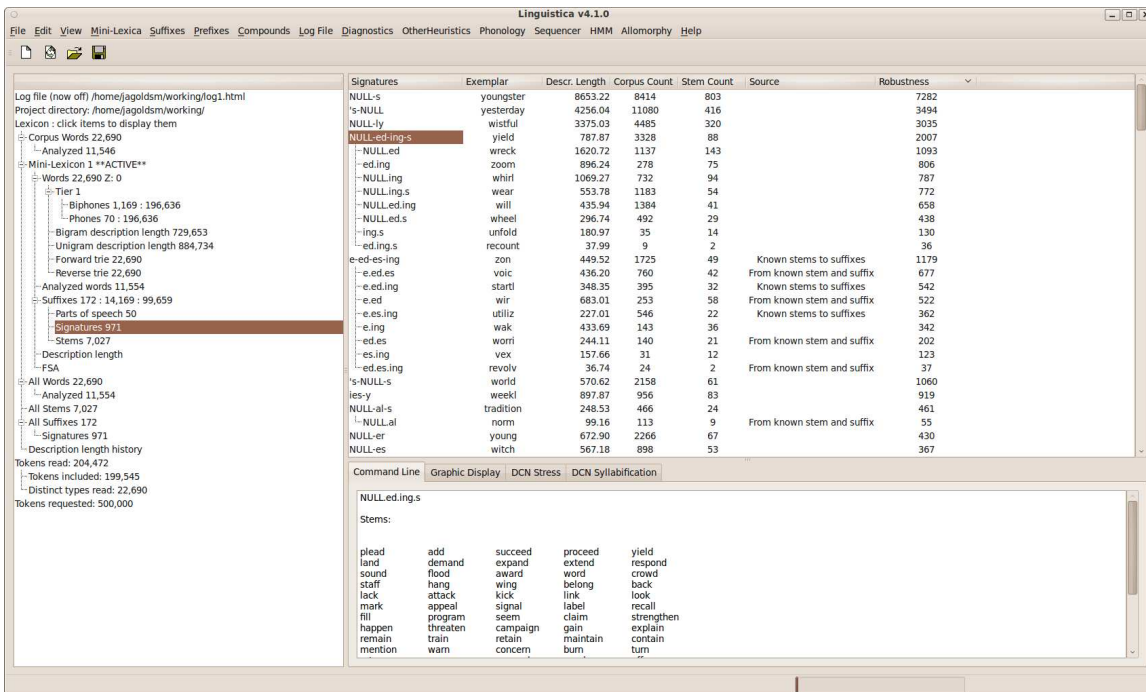 Linguistica v4.1.0
File Edit View Mini-Lexica Suffixes Prefixes Compounds Log File Diagnostics OtherHeuristics Phonology Sequencer HMM Allomorphy Help
Log file (now off) /home/jagoldsm/working/log1.html
Project directory: /home/jagoldsm/working/
Lexicon : click items to display them
Corpus Words 22,690
Analyzed 11,546
Mini-Lexicon 1 **ACTIVE**
Words 22,690 Z: 0
Tier 1
Biphones 1,169 : 196,636
Phones 70 : 196,636
Bigram description length 729,653
Unigram description length 884,734
Forward trie 22,690
Reverse trie 22,690
Analyzed words 11,554
Suffixes 172 : 14,169 : 99,659
Parts of speech 50
Signatures 971
Stems 7,027
Description length
FSA
All Words 22,690
Analyzed 11,554
All Stems 7,027
All Suffixes 172
Signatures 971
Description length history
Tokens read: 204,472
Tokens included: 199,545
Distinct types read: 22,690
Tokens requested: 500,000
Signatures Exemplar Descr. Length Corpus Count Stem Count Source Robustness
NULL-s youngster 8653.22 8414 803 7282
's-NULL yesterday 4256.04 11080 416 3494
NULL-ly wistful 3375.03 4485 320 3035
NULL-ed-ing-s yield 787.87 3328 88 2007
NULL.ed wreck 1620.72 1137 143 1093
ed.ing zoom 896.24 278 75 806
NULL.ing whirl 1069.27 732 94 787
NULL.ing.s wear 553.78 1183 54 772
NULL.ed.ing will 435.94 1384 41 658
NULL.ed.s wheel 296.74 492 29 438
ing.s unfold 180.97 35 14 130
ed.ing.s recount 37.99 9 2 36
e-ed-es-ing zon 449.52 1725 49 Known stems to suffixes 1179
e.ed.es voic 436.20 760 42 From known stem and suffix 677
e.ed.ing startl 348.35 395 32 Known stems to suffixes 542
e.ed wir 683.01 253 58 From known stem and suffix 522
e.es.ing utiliz 227.01 546 22 Known stems to suffixes 362
e.ing wak 433.69 143 36 342
ed.es worri 244.11 140 21 From known stem and suffix 202
es.ing vex 157.66 31 12 123
ed.es.ing revolv 36.74 24 2 From known stem and suffix 37
's-NULL-s world 570.62 2158 61 1060
ies-y weekl 897.87 956 83 919
NULL-al-s tradition 248.53 466 24 461
NULL.al norm 99.16 113 9 From known stem and suffix 55
NULL-er young 672.90 2266 67 430
NULL-es witch 567.18 898 53 367
Command Line Graphic Display DCN Stress DCN Syllabification
NULL.ed.ing.s
Stems:
plead add succeed proceed yield
land demand expand extend respond
sound flood award word crowd
staff hang wing belong back
lack attack kick link look
mark appeal signal label recall
fill program seem claim strengthen
happen threaten campaign gain explain
remain train retain maintain contain
mention warn concern burn turn